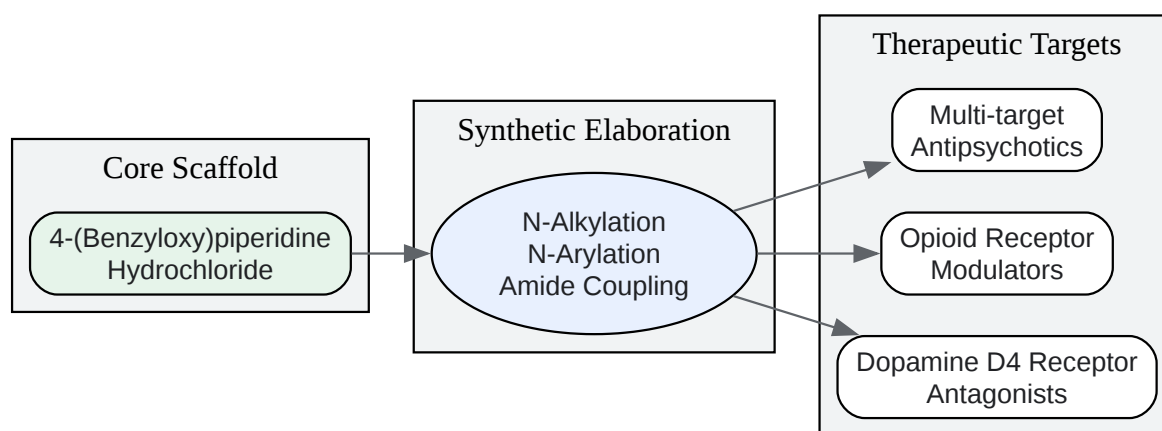 Core Scaffold
4-(Benzyloxy)piperidine
Hydrochloride
Synthetic Elaboration
N-Alkylation
N-Arylation
Amide Coupling
Therapeutic Targets
Multi-target
Antipsychotics
Opioid Receptor
Modulators
Dopamine D4 Receptor
Antagonists